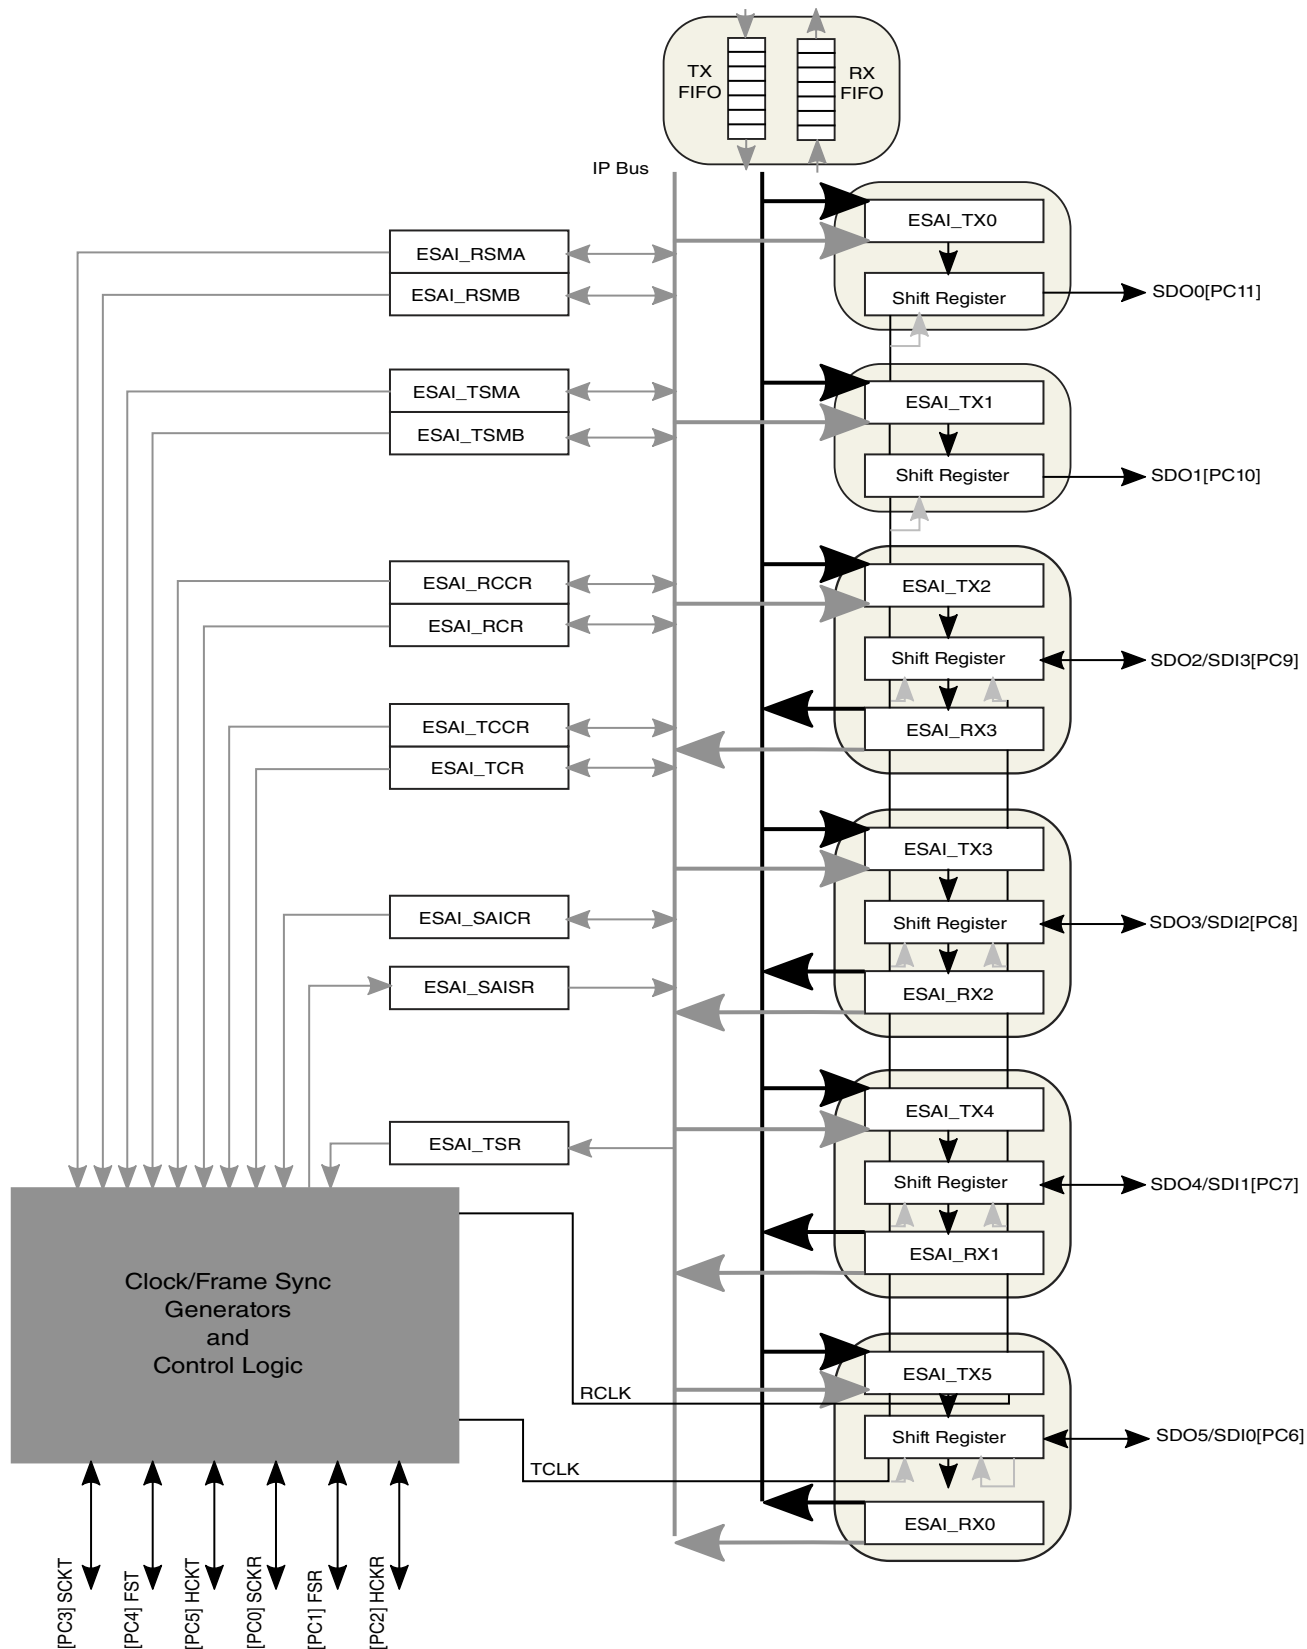 TX
FIFO
RX
FIFO
IP Bus
ESAI_TX0
Shift Register
SDO0[PC11]
ESAI_RSMA
ESAI_RSMB
ESAI_TSMA
ESAI_TSMB
ESAI_TX1
Shift Register
SDO1[PC10]
ESAI_RCCR
ESAI_RCR
ESAI_TX2
Shift Register
SDO2/SDI3[PC9]
ESAI_RX3
ESAI_TCCR
ESAI_TCR
ESAI_TX3
Shift Register
SDO3/SDI2[PC8]
ESAI_RX2
ESAI_SAICR
ESAI_SAISR
ESAI_TX4
Shift Register
SDO4/SDI1[PC7]
ESAI_RX1
ESAI_TSR
Clock/Frame Sync
Generators
and
Control Logic
RCLK
TCLK
ESAI_TX5
Shift Register
SDO5/SDI0[PC6]
ESAI_RX0
[PC3] SCKT
[PC4] FST
[PC5] HCKT
[PC0] SCKR
[PC1] FSR
[PC2] HCKR